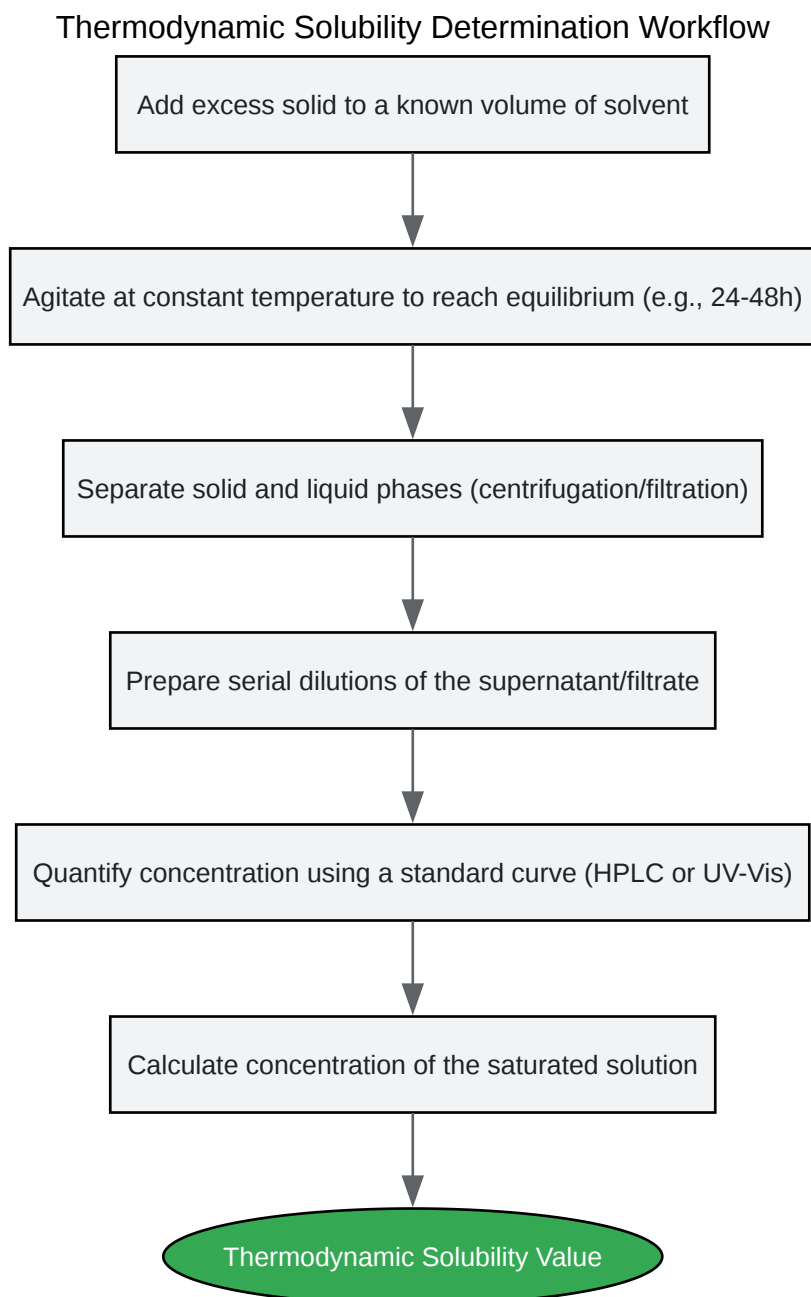 Thermodynamic Solubility Determination Workflow
Add excess solid to a known volume of solvent
Agitate at constant temperature to reach equilibrium (e.g., 24-48h)
Separate solid and liquid phases (centrifugation/filtration)
Prepare serial dilutions of the supernatant/filtrate
Quantify concentration using a standard curve (HPLC or UV-Vis)
Calculate concentration of the saturated solution
Thermodynamic Solubility Value